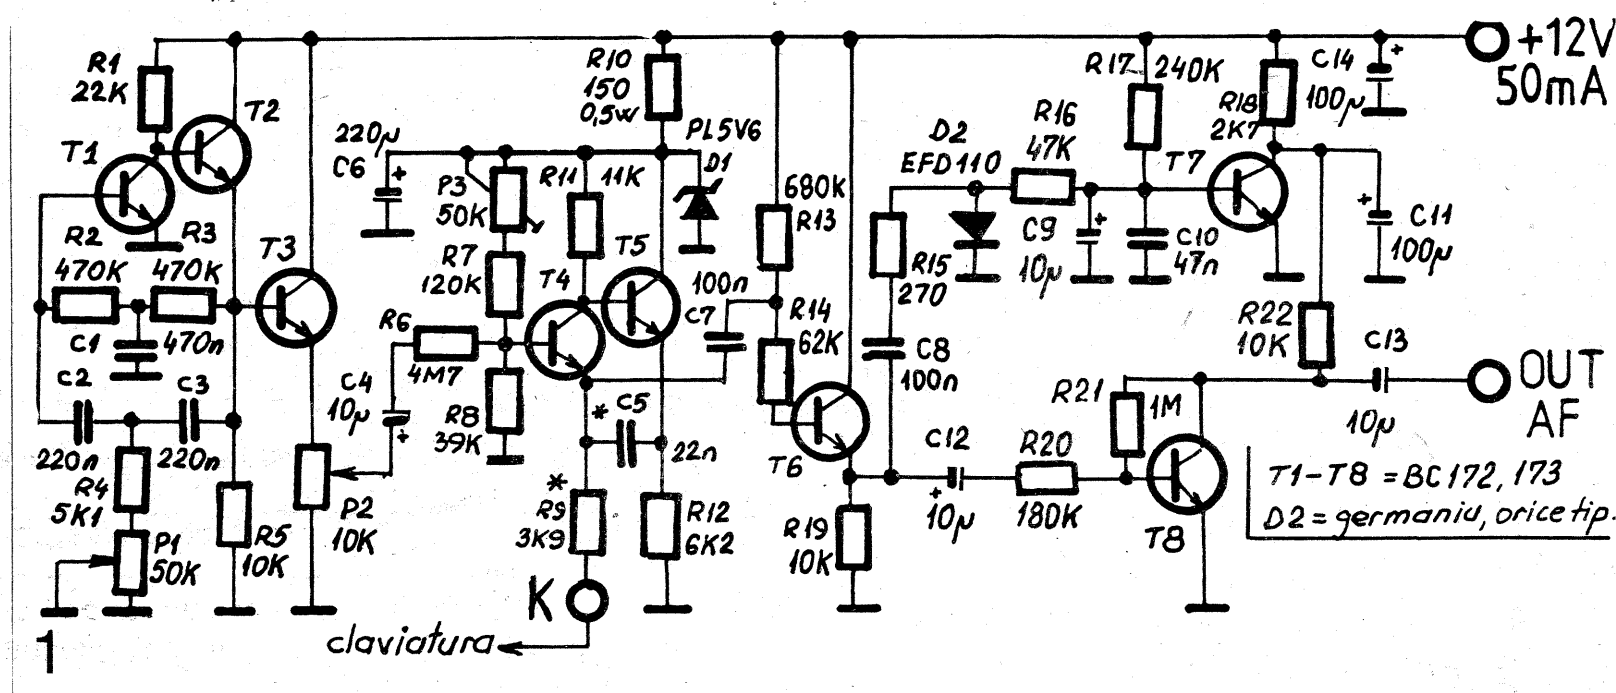 R1
22K
T1
T2
R2
470K
R3
470K
C1
470n
C2
220n
C3
220n
R4
5K1
P1
50K
R5
10K
T3
P2
10K
C4
10µ
R6
4M7
220µ
C6
P3
50K
R7
120K
R8
39K
R11
11K
T4
T5
R10
150
0,5W
PL5V6
D1
100n
C7
* C5
22n
*
R9
3K9
R12
6K2
K
claviatura
680K
R13
R14
62K
T6
R19
10K
R15
270
C8
100n
D2
EFD110
R16
47K
C9
10µ
C10
47n
R17
240K
T7
R18
2K7
C14
100µ
C11
100µ
R22
10K
C12
10µ
R20
180K
R21
1M
T8
C13
10µ
+12V
50mA
OUT
AF
T1-T8 = BC172, 173
D2 = germaniu, orice tip.
1